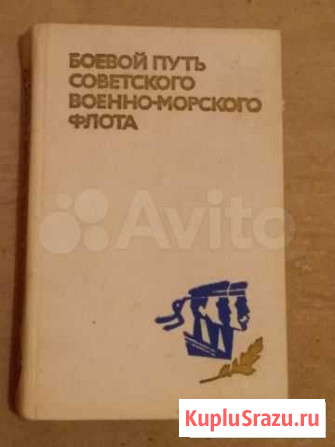 БОЕВОЙ ПУТЬ
СОВЕТСКОГО
ВОЕННО-МОРСКОГО
ФЛОТА
Avito
KupluSrazu.ru